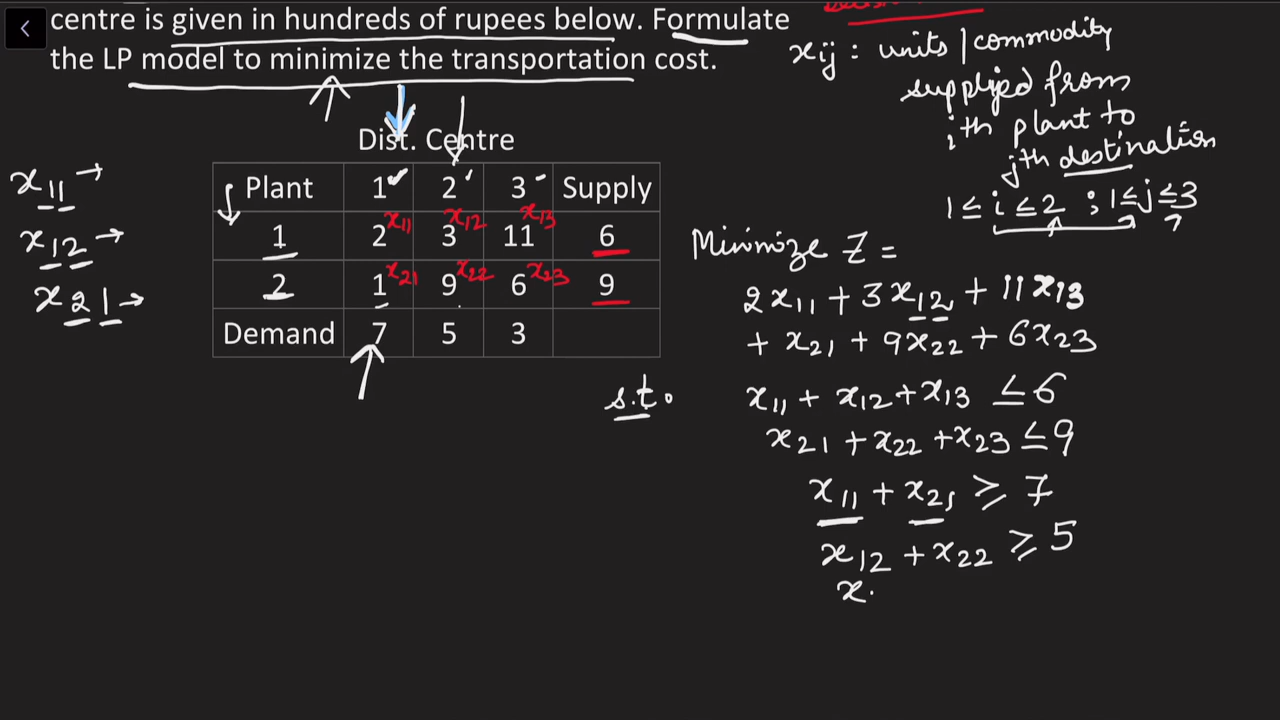 centre is given in hundreds of rupees below. Formulate
the LP model to minimize the transportation cost.
xij : units / commodity
supplied from
ith plant to
jth destination
1 ≤ i ≤ 2 ; 1 ≤ j ≤ 3
Dist. Centre
Plant 1 2 3 Supply
1 2 x11 3 x12 11 x13 6
2 1 x21 9 x22 6 x23 9
Demand 7 5 3
x11 →
x12 →
x21 →
Minimize Z =
2x11 + 3x12 + 11x13
+ x21 + 9x22 + 6x23
s.t.
x11 + x12 + x13 ≤ 6
x21 + x22 + x23 ≤ 9
x11 + x21 ≥ 7
x12 + x22 ≥ 5
x